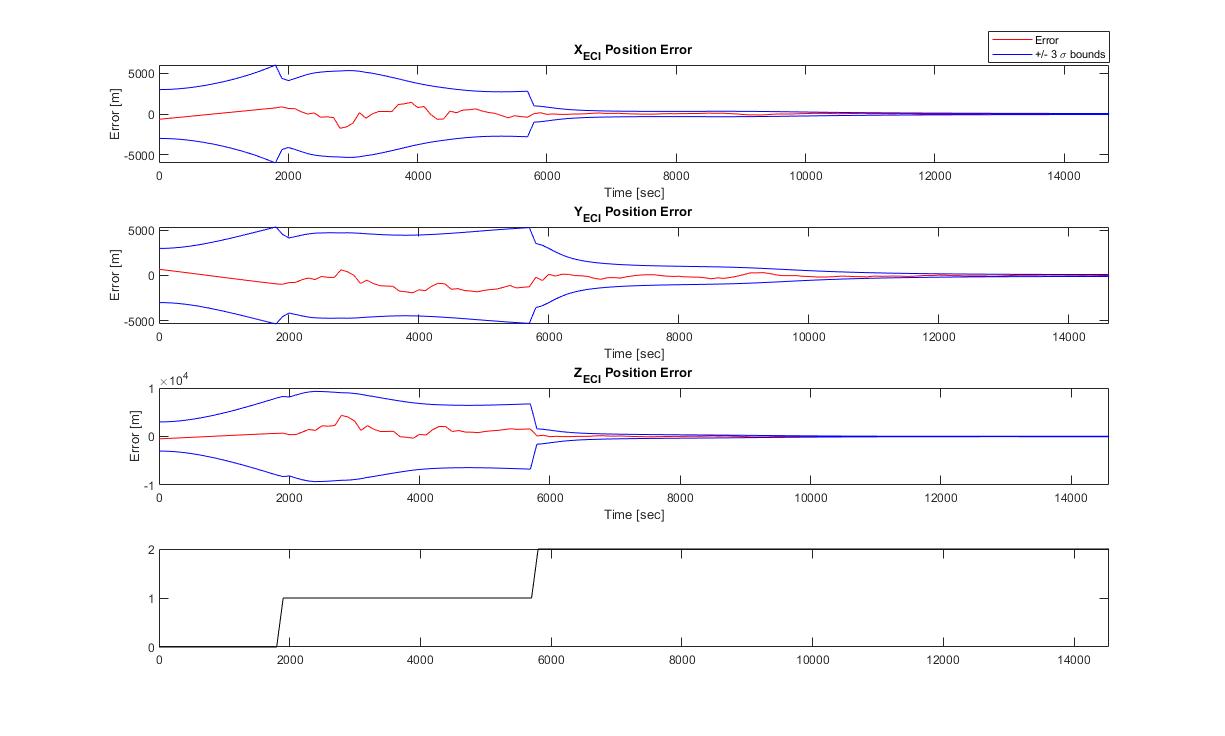 Error
+/- 3 σ bounds
X_ECI Position Error
Error [m]
5000
0
-5000
0 2000 4000 6000 8000 10000 12000 14000
Time [sec]
Y_ECI Position Error
Error [m]
5000
0
-5000
0 2000 4000 6000 8000 10000 12000 14000
Time [sec]
Z_ECI Position Error
×10^4
Error [m]
1
0
-1
0 2000 4000 6000 8000 10000 12000 14000
Time [sec]
2
1
0
0 2000 4000 6000 8000 10000 12000 14000